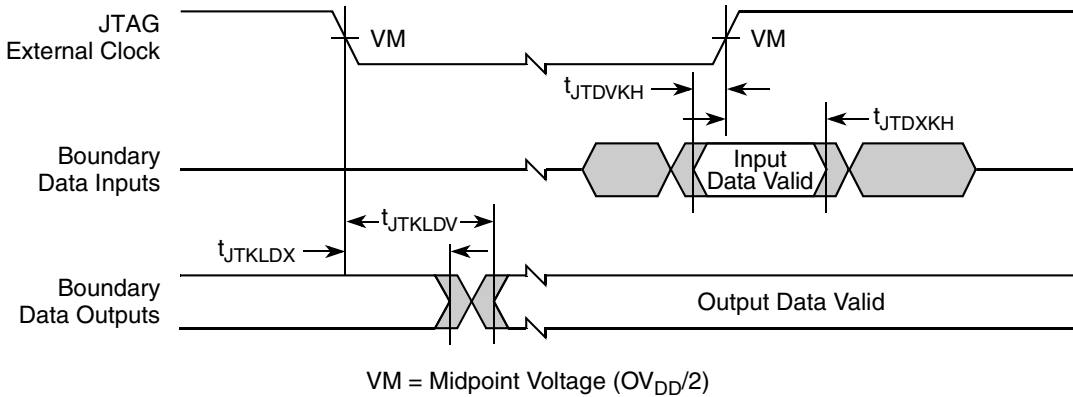 JTAG
External Clock
VM
VM
tJTDVKH
tJTDXKH
Boundary
Data Inputs
Input
Data Valid
tJTKLDV
tJTKLDX
Boundary
Data Outputs
Output Data Valid
VM = Midpoint Voltage (OVDD/2)